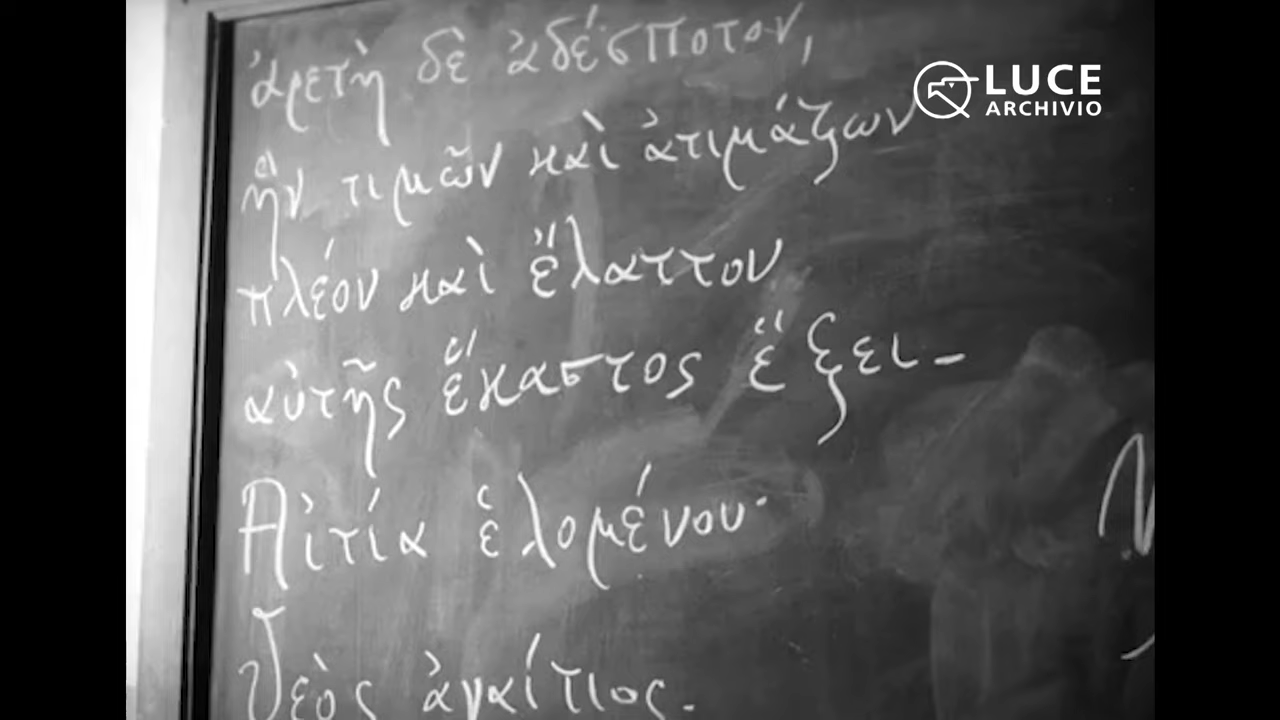 ἀρετὴ δὲ ἀδέσποτον,
ἣν τιμῶν καὶ ἀτιμάζων
πλέον καὶ ἔλαττον
αὐτῆς ἕκαστος ἕξει –
Αἰτία ἑλομένου·
θεὸς ἀναίτιος.
LUCE
ARCHIVIO